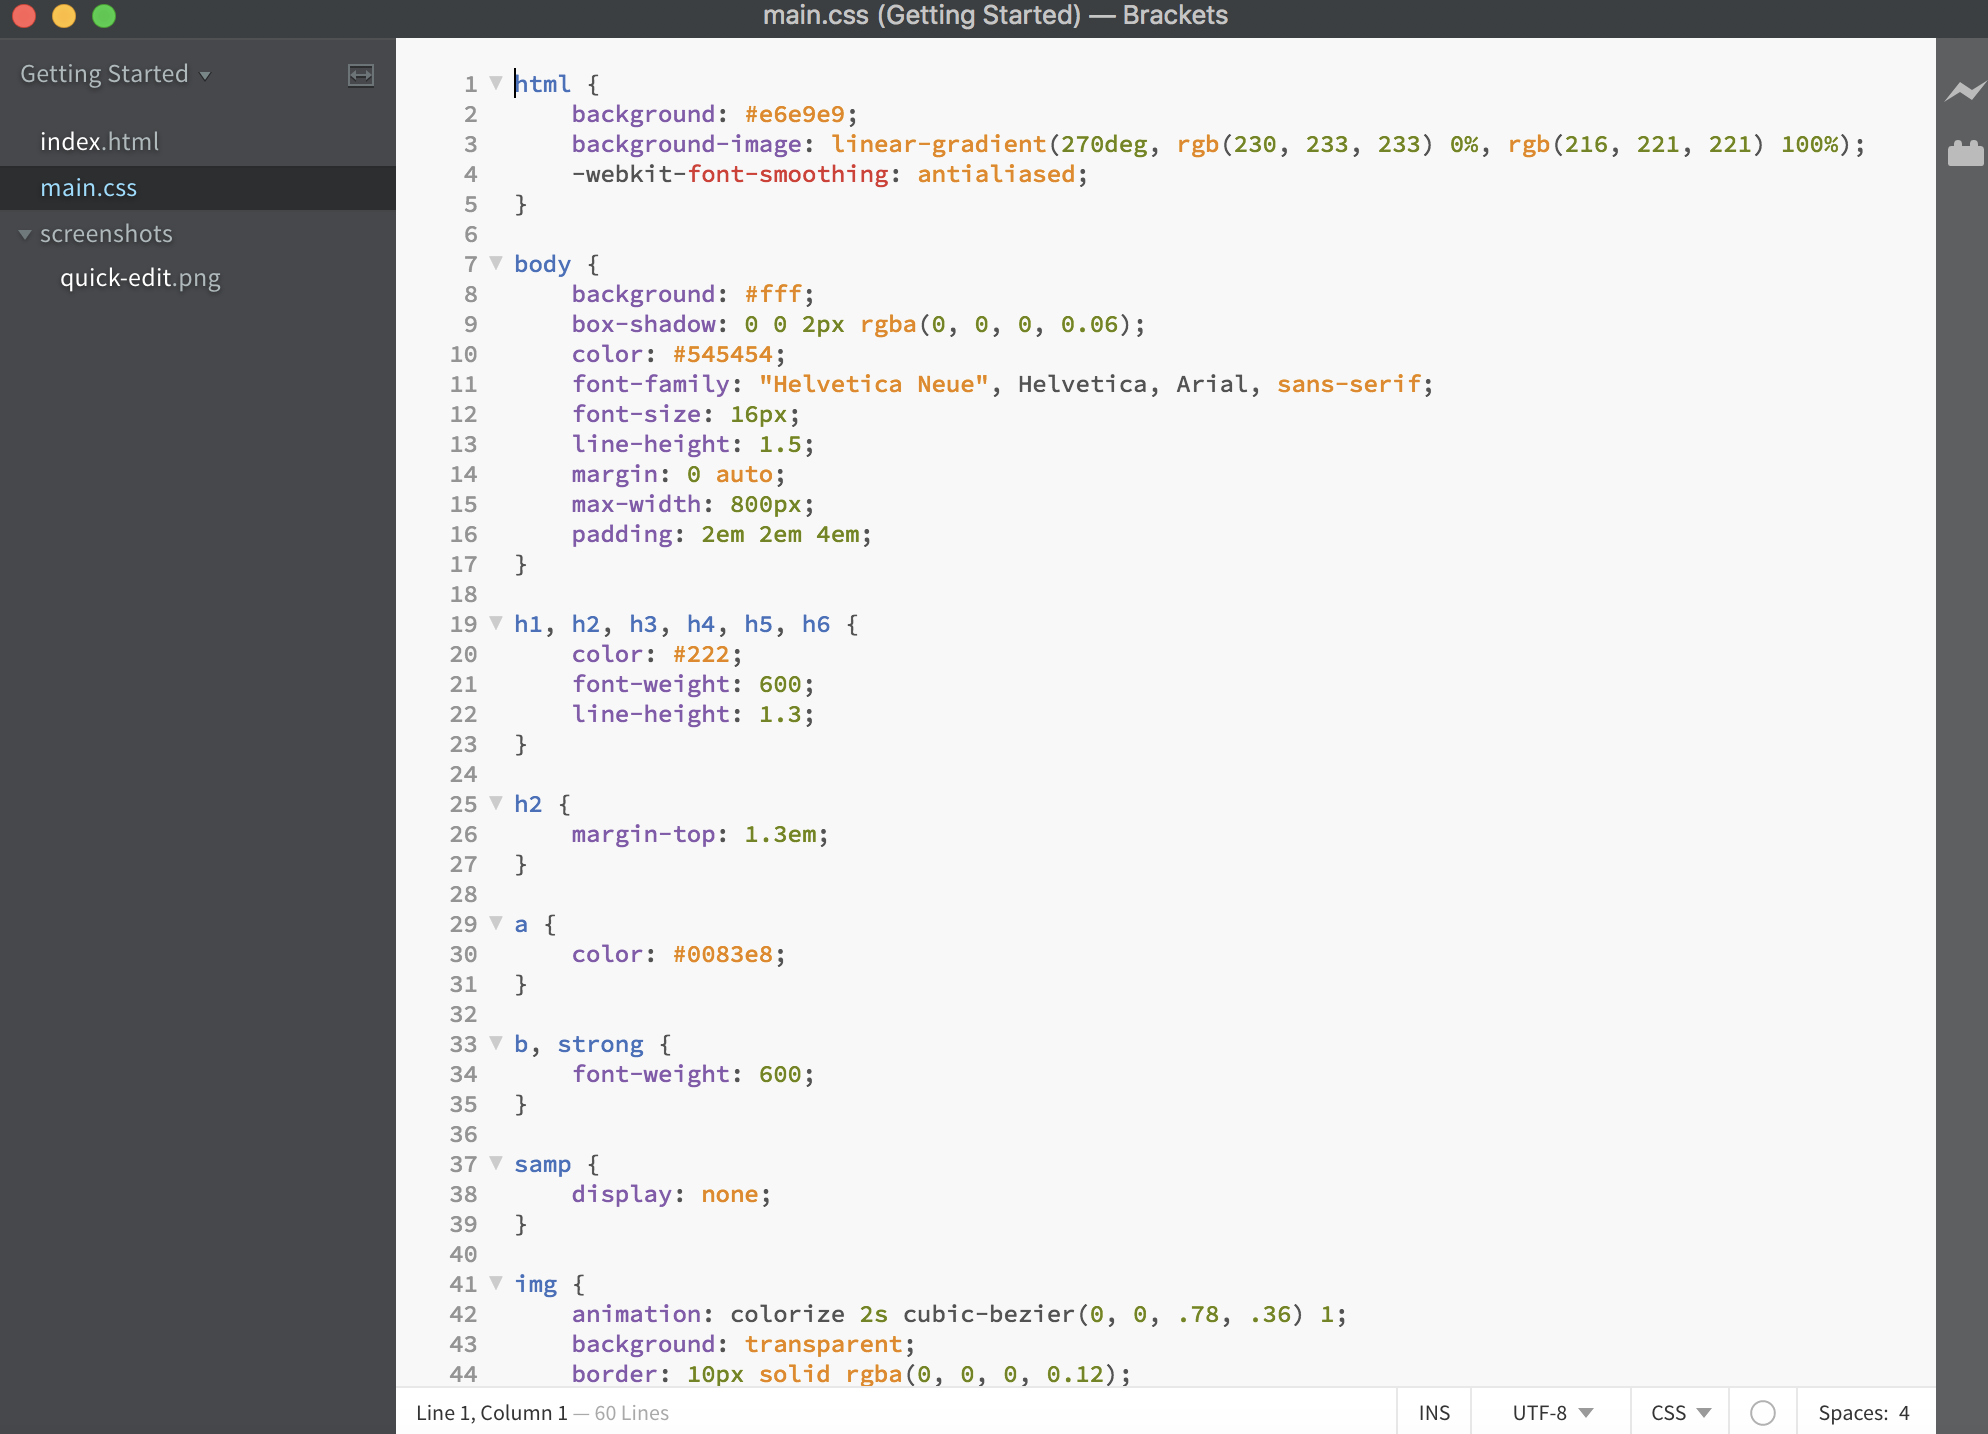 main.css (Getting Started) — Brackets
Getting Started
index.html
main.css
screenshots
quick-edit.png
1 html {
2     background: #e6e9e9;
3     background-image: linear-gradient(270deg, rgb(230, 233, 233) 0%, rgb(216, 221, 221) 100%);
4     -webkit-font-smoothing: antialiased;
5 }
6
7 body {
8     background: #fff;
9     box-shadow: 0 0 2px rgba(0, 0, 0, 0.06);
10     color: #545454;
11     font-family: "Helvetica Neue", Helvetica, Arial, sans-serif;
12     font-size: 16px;
13     line-height: 1.5;
14     margin: 0 auto;
15     max-width: 800px;
16     padding: 2em 2em 4em;
17 }
18
19 h1, h2, h3, h4, h5, h6 {
20     color: #222;
21     font-weight: 600;
22     line-height: 1.3;
23 }
24
25 h2 {
26     margin-top: 1.3em;
27 }
28
29 a {
30     color: #0083e8;
31 }
32
33 b, strong {
34     font-weight: 600;
35 }
36
37 samp {
38     display: none;
39 }
40
41 img {
42     animation: colorize 2s cubic-bezier(0, 0, .78, .36) 1;
43     background: transparent;
44     border: 10px solid rgba(0, 0, 0, 0.12);
Line 1, Column 1 — 60 Lines
INS
UTF-8
CSS
Spaces: 4